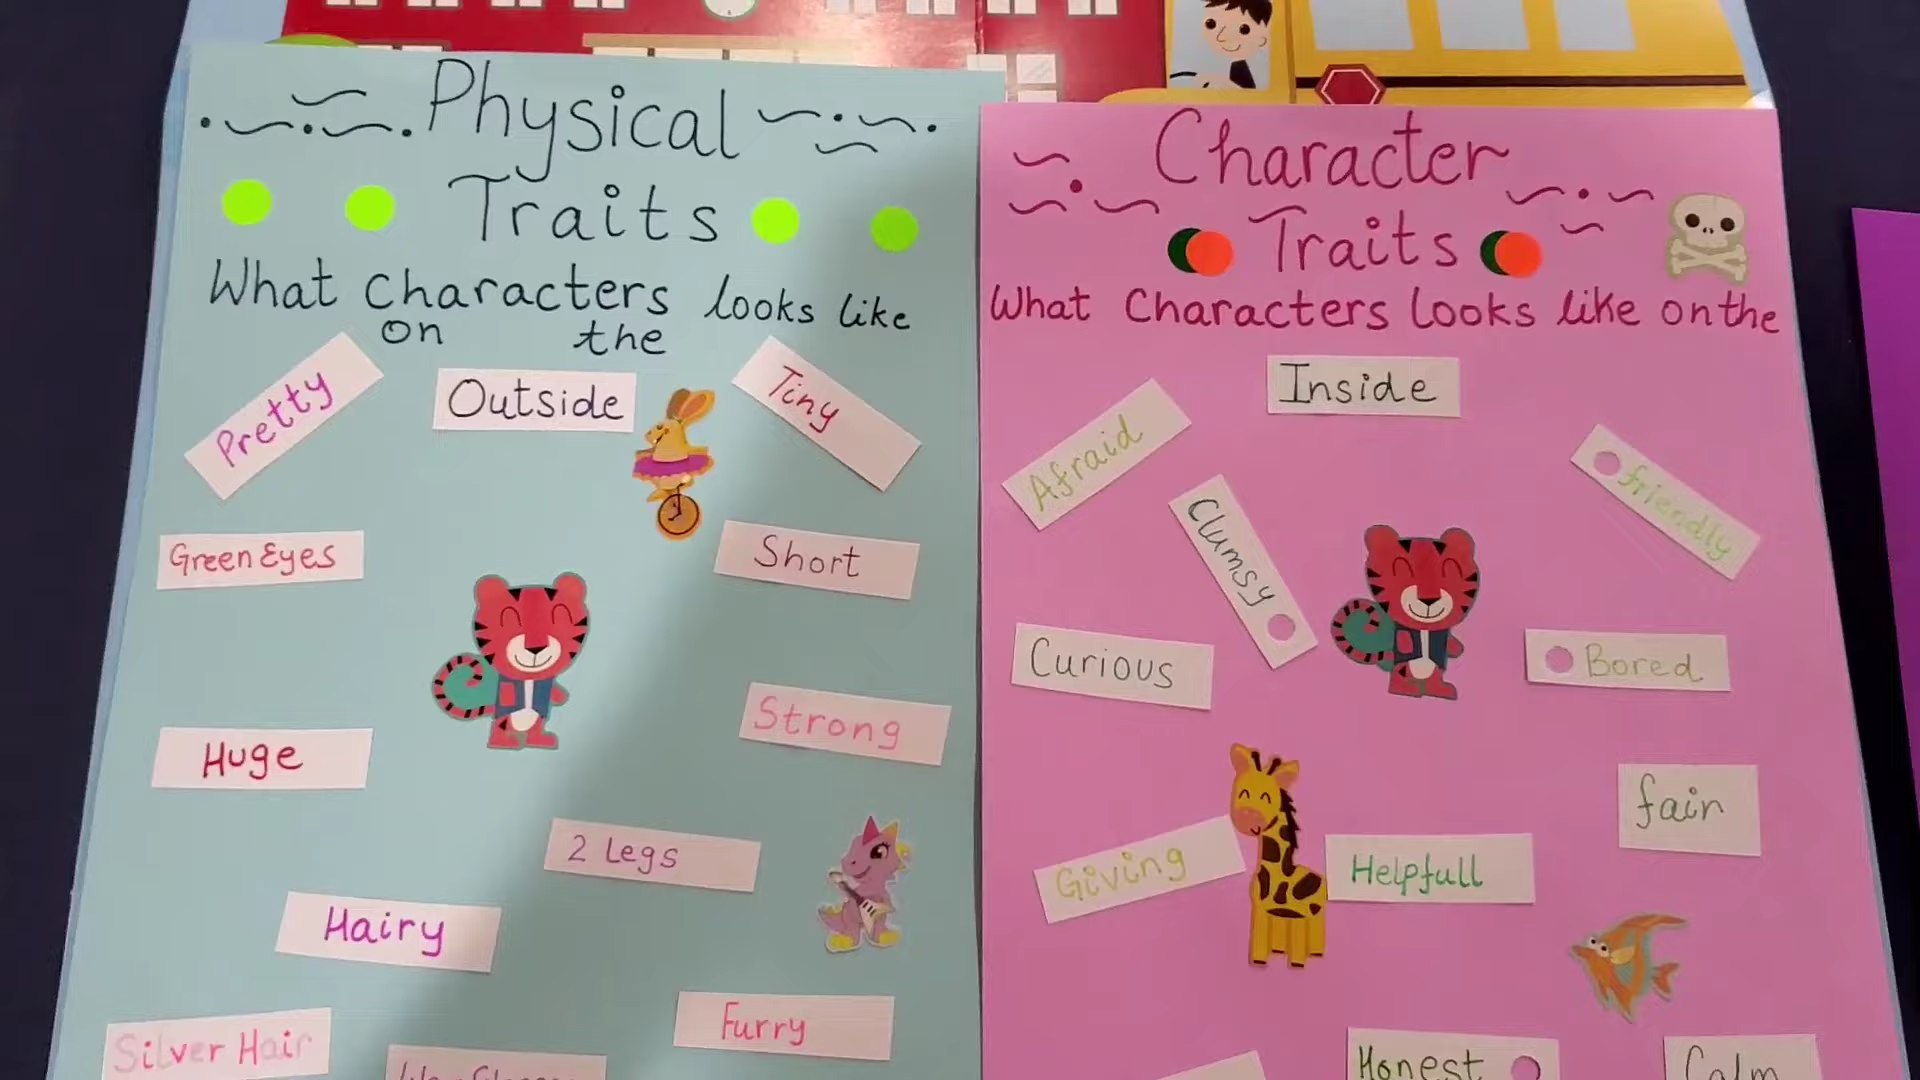 Physical
Traits
What characters looks like
on the
Outside
Pretty
Tiny
Green Eyes
Short
Strong
Huge
2 Legs
Hairy
Furry
Silver Hair
Character
Traits
What Characters looks like on the
Inside
Afraid
friendly
Clumsy
Curious
Bored
fair
Giving
Helpfull
Honest
Calm